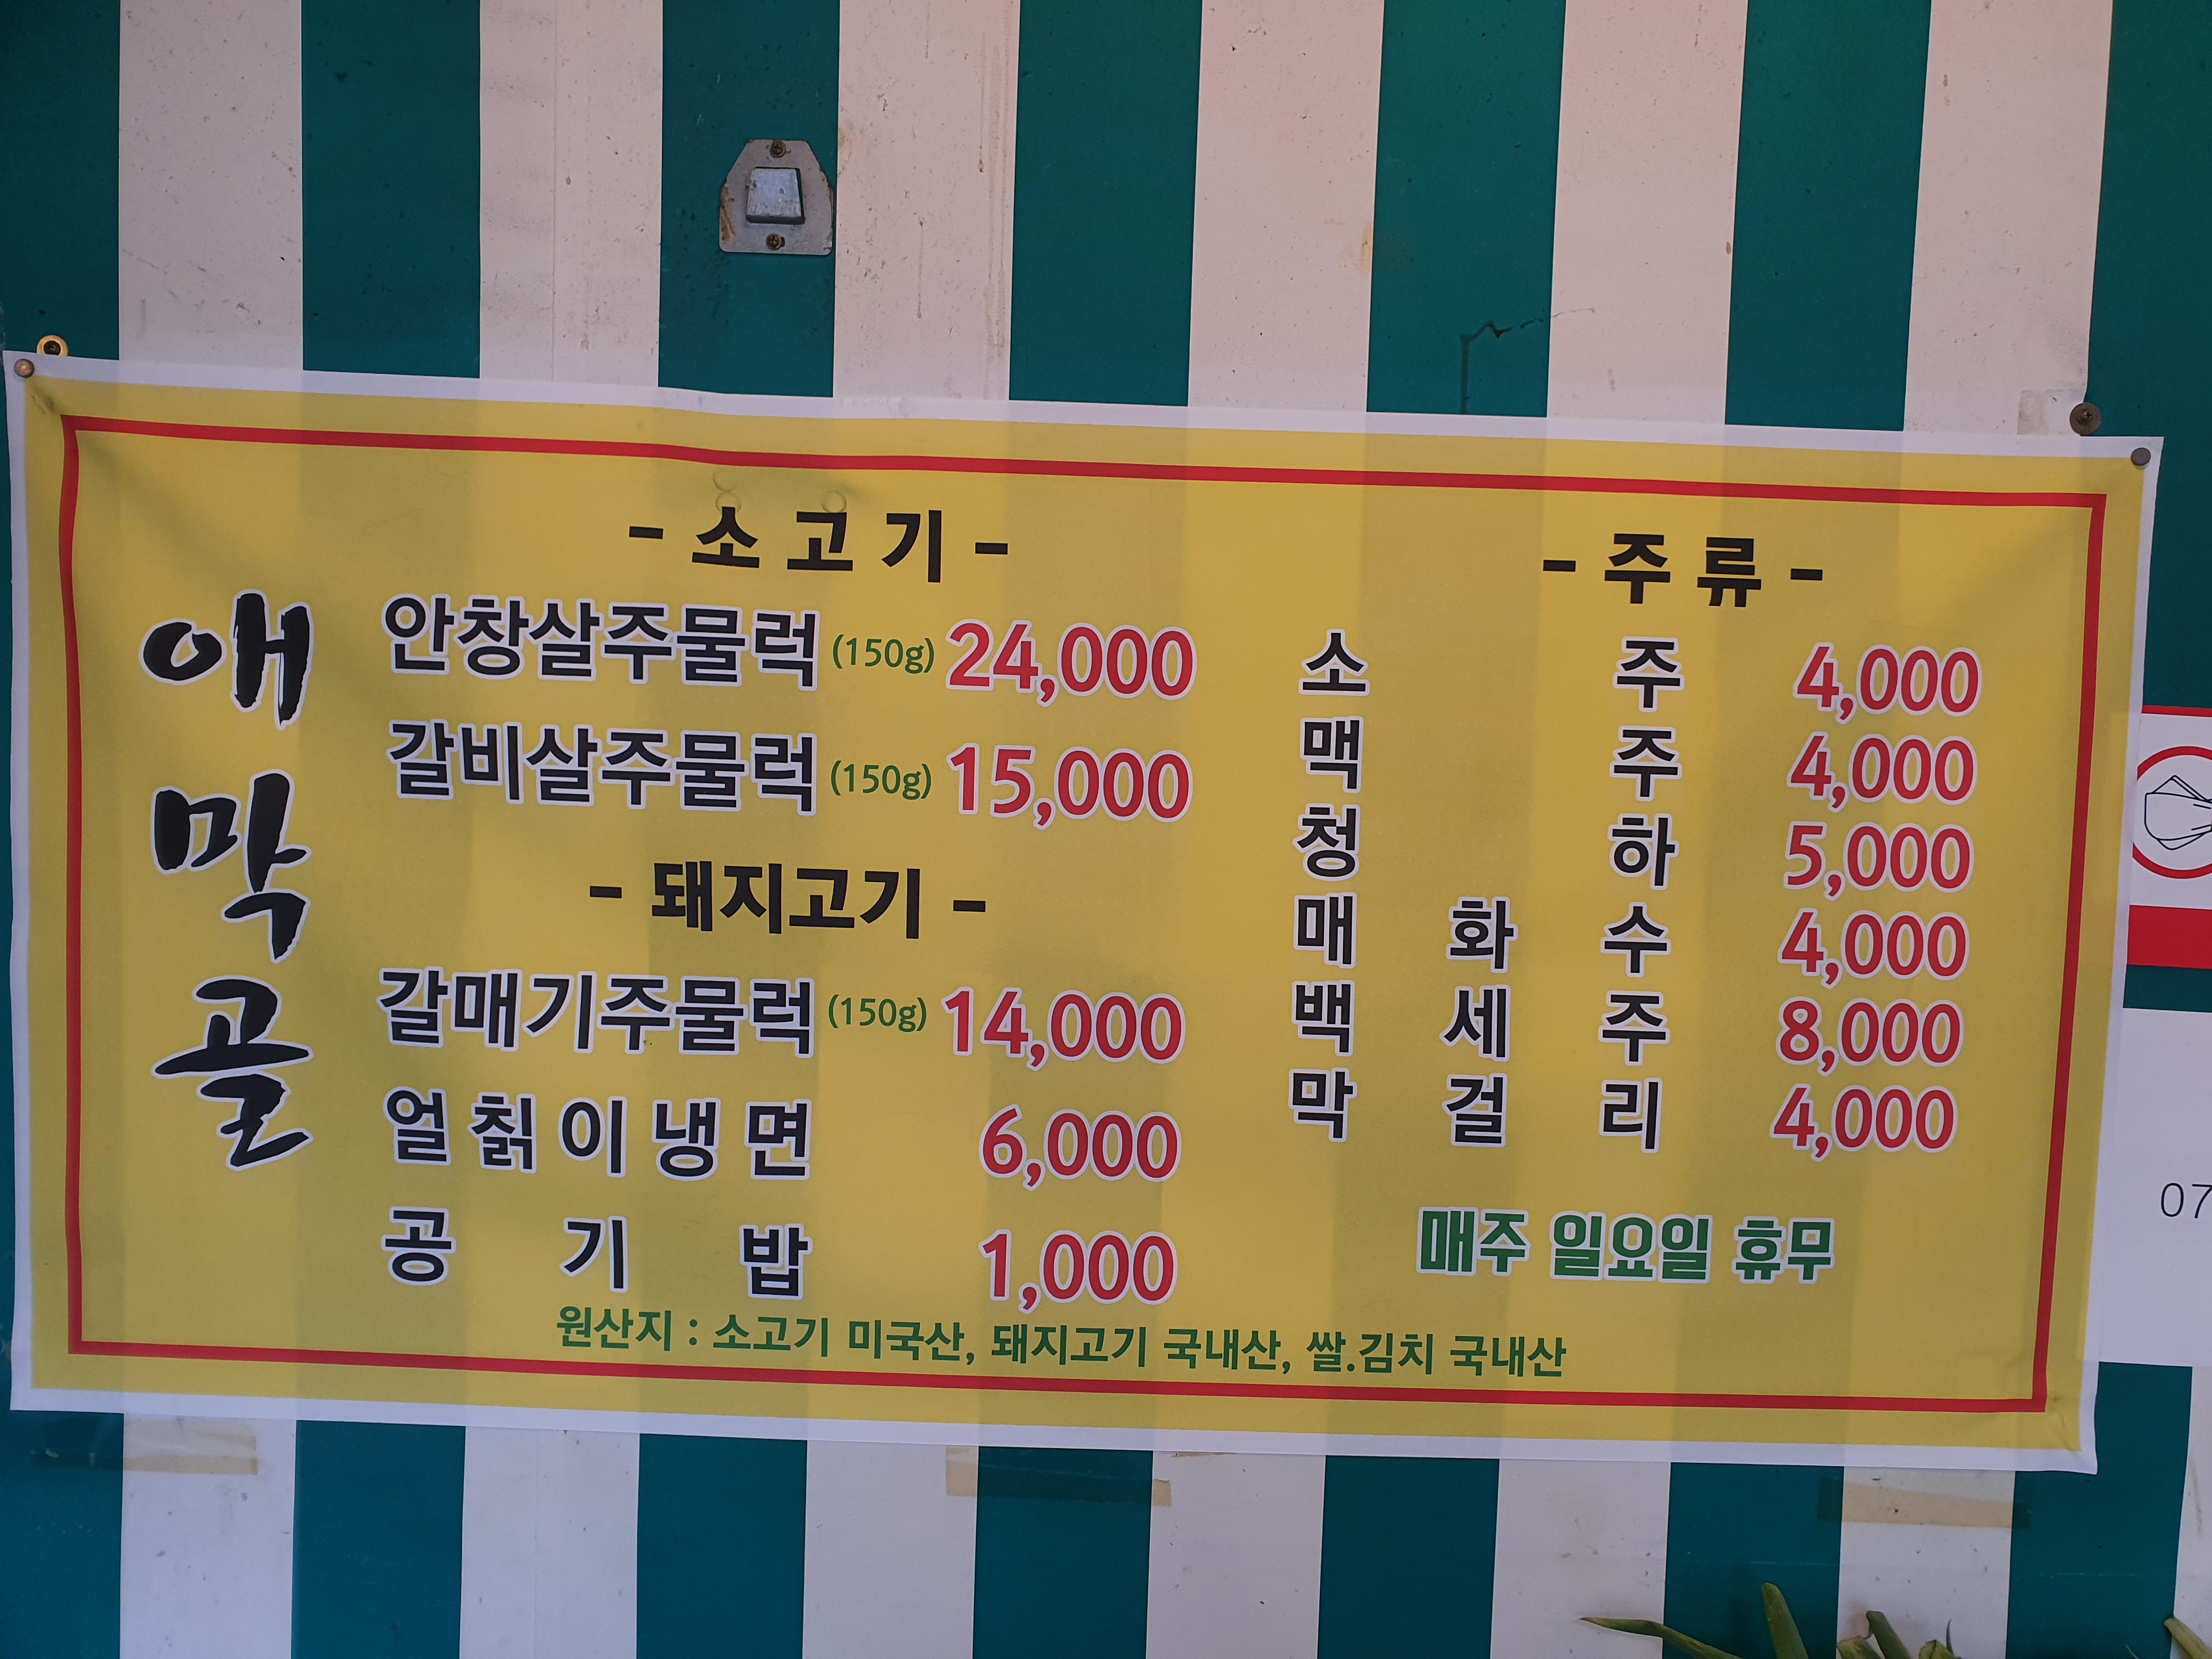 애막골
- 소고기 -
안창살주물럭 (150g) 24,000
갈비살주물럭 (150g) 15,000
- 돼지고기 -
갈매기주물럭 (150g) 14,000
얼칡이냉면 6,000
공기밥 1,000
- 주류 -
소주 4,000
맥주 4,000
청하 5,000
매화수 4,000
백세주 8,000
막걸리 4,000
매주 일요일 휴무
원산지 : 소고기 미국산, 돼지고기 국내산, 쌀.김치 국내산
07